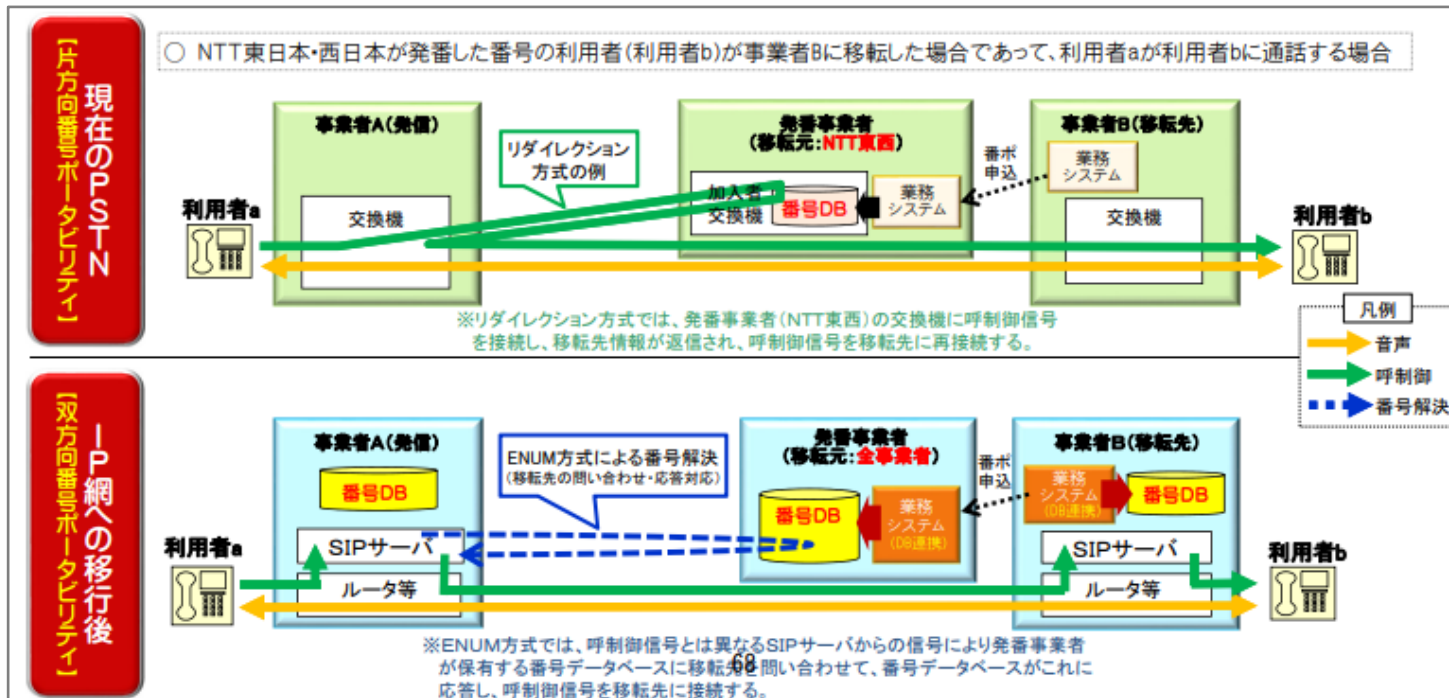 現在のPSTN
【片方向番号ポータビリティ】
○ NTT東日本・西日本が発番した番号の利用者(利用者b)が事業者Bに移転した場合であって、利用者aが利用者bに通話する場合
事業者A(発信)
発番事業者
(移転元:NTT東西)
事業者B(移転先)
リダイレクション
方式の例
番ポ
申込
業務
システム
加入者
交換機
番号DB
業務
システム
利用者a
交換機
交換機
利用者b
※リダイレクション方式では、発番事業者(NTT東西)の交換機に呼制御信号
を接続し、移転先情報が返信され、呼制御信号を移転先に再接続する。
凡例
音声
呼制御
番号解決
IP網への移行後
【双方向番号ポータビリティ】
事業者A(発信)
発番事業者
(移転元:全事業者)
事業者B(移転先)
ENUM方式による番号解決
(移転先の問い合わせ・応答対応)
番ポ
申込
番号DB
番号DB
業務
システム
(DB連携)
業務
システム
(DB連携)
番号DB
利用者a
SIPサーバ
SIPサーバ
利用者b
ルータ等
ルータ等
※ENUM方式では、呼制御信号とは異なるSIPサーバからの信号により発番事業者
が保有する番号データベースに移転先を問い合わせて、番号データベースがこれに
応答し、呼制御信号を移転先に接続する。
68